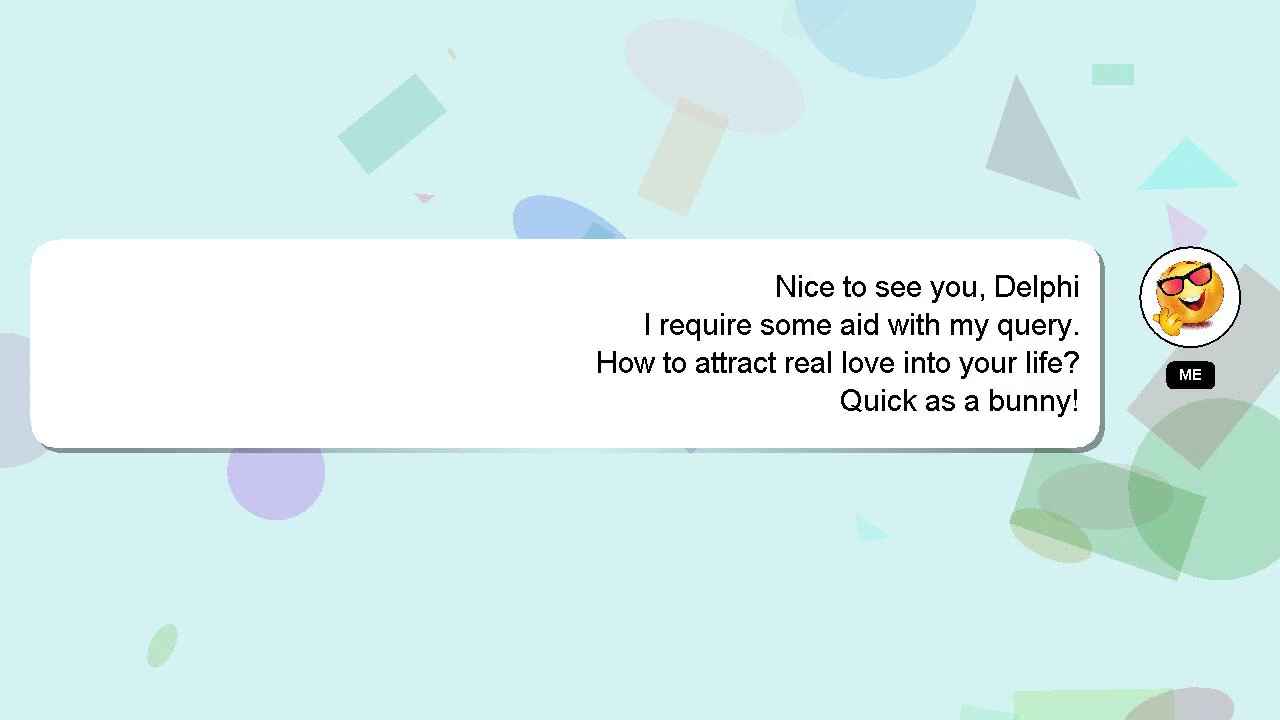 Nice to see you, Delphi
I require some aid with my query.
How to attract real love into your life?
Quick as a bunny!
ME